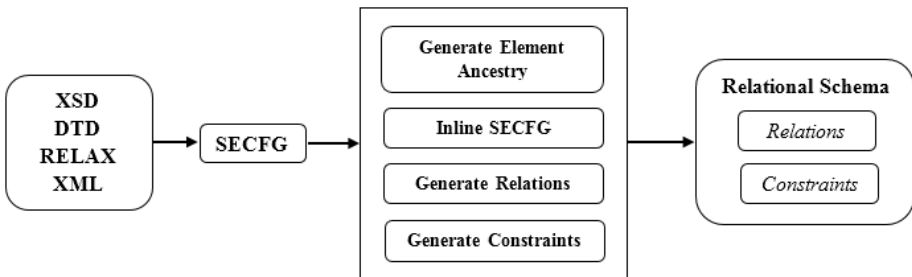 XSD
DTD
RELAX
XML
SECFG
Generate Element
Ancestry
Inline SECFG
Generate Relations
Generate Constraints
Relational Schema
Relations
Constraints